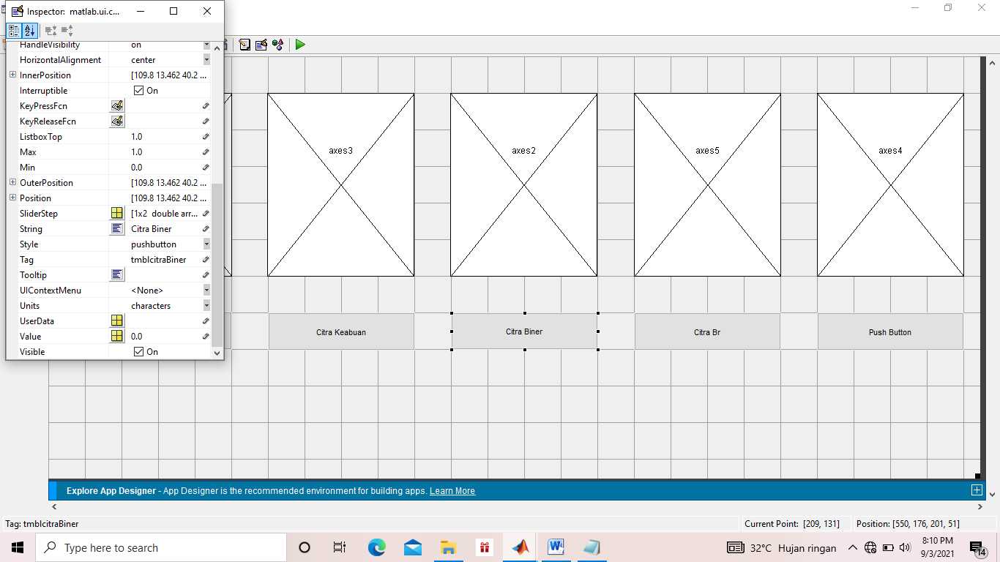 Inspector: matlab.ui.c...
HandleVisibility on
HorizontalAlignment center
InnerPosition [109.8 13.462 40.2 ...
Interruptible On
KeyPressFcn
KeyReleaseFcn
ListboxTop 1.0
Max 1.0
Min 0.0
OuterPosition [109.8 13.462 40.2 ...
Position [109.8 13.462 40.2 ...
SliderStep [1x2 double arr...
String Citra Biner
Style pushbutton
Tag tmblcitraBiner
Tooltip
UIContextMenu <None>
Units characters
UserData
Value 0.0
Visible On
axes3
axes2
axes5
axes4
Citra Keabuan
Citra Biner
Citra Br
Push Button
Explore App Designer - App Designer is the recommended environment for building apps. Learn More
Tag: tmblcitraBiner
Current Point: [209, 131]
Position: [550, 176, 201, 51]
Type here to search
32°C Hujan ringan
8:10 PM
9/3/2021
14